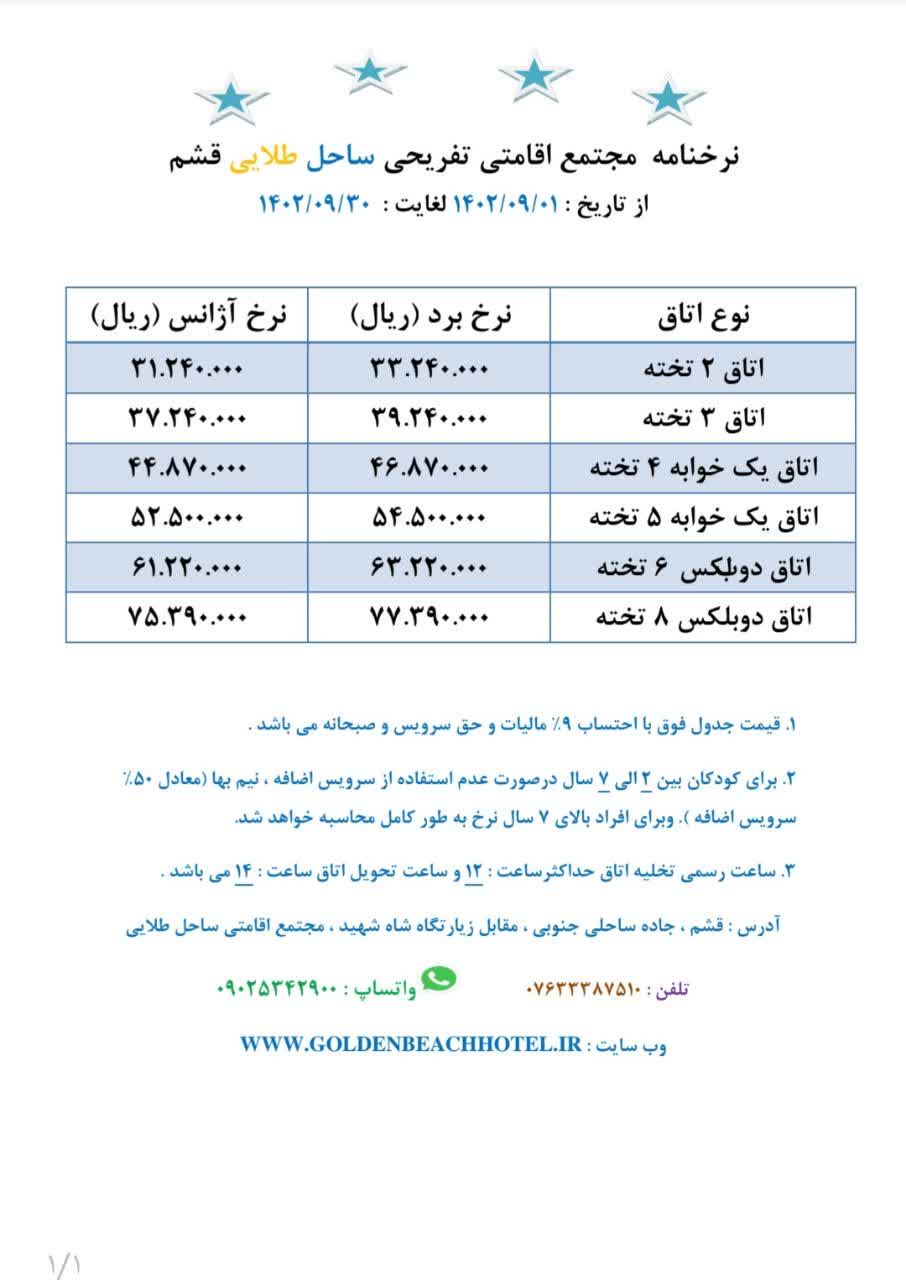 نرخنامه مجتمع اقامتی تفریحی ساحل طلایی قشم
از تاریخ : ۱۴۰۲/۰۹/۰۱ لغایت : ۱۴۰۲/۰۹/۳۰
نوع اتاق نرخ برد (ریال) نرخ آژانس (ریال)
اتاق ۲ تخته ۳۳.۲۴۰.۰۰۰ ۳۱.۲۴۰.۰۰۰
اتاق ۳ تخته ۳۹.۲۴۰.۰۰۰ ۳۷.۲۴۰.۰۰۰
اتاق یک خوابه ۴ تخته ۴۶.۸۷۰.۰۰۰ ۴۴.۸۷۰.۰۰۰
اتاق یک خوابه ۵ تخته ۵۴.۵۰۰.۰۰۰ ۵۲.۵۰۰.۰۰۰
اتاق دوبلکس ۶ تخته ۶۳.۲۲۰.۰۰۰ ۶۱.۲۲۰.۰۰۰
اتاق دوبلکس ۸ تخته ۷۷.۳۹۰.۰۰۰ ۷۵.۳۹۰.۰۰۰
۱. قیمت جدول فوق با احتساب ۹٪ مالیات و حق سرویس و صبحانه می باشد .
۲. برای کودکان بین ۲ الی ۷ سال درصورت عدم استفاده از سرویس اضافه ، نیم بها (معادل ۵۰٪
سرویس اضافه ). وبرای افراد بالای ۷ سال نرخ به طور کامل محاسبه خواهد شد.
۳. ساعت رسمی تخلیه اتاق حداکثرساعت : ۱۲ و ساعت تحویل اتاق ساعت : ۱۴ می باشد .
آدرس : قشم ، جاده ساحلی جنوبی ، مقابل زیارتگاه شاه شهید ، مجتمع اقامتی ساحل طلایی
تلفن : ۰۷۶۳۳۳۸۷۵۱۰ واتساپ : ۰۹۰۲۵۳۴۲۹۰۰
وب سایت : WWW.GOLDENBEACHHOTEL.IR
۱/۱